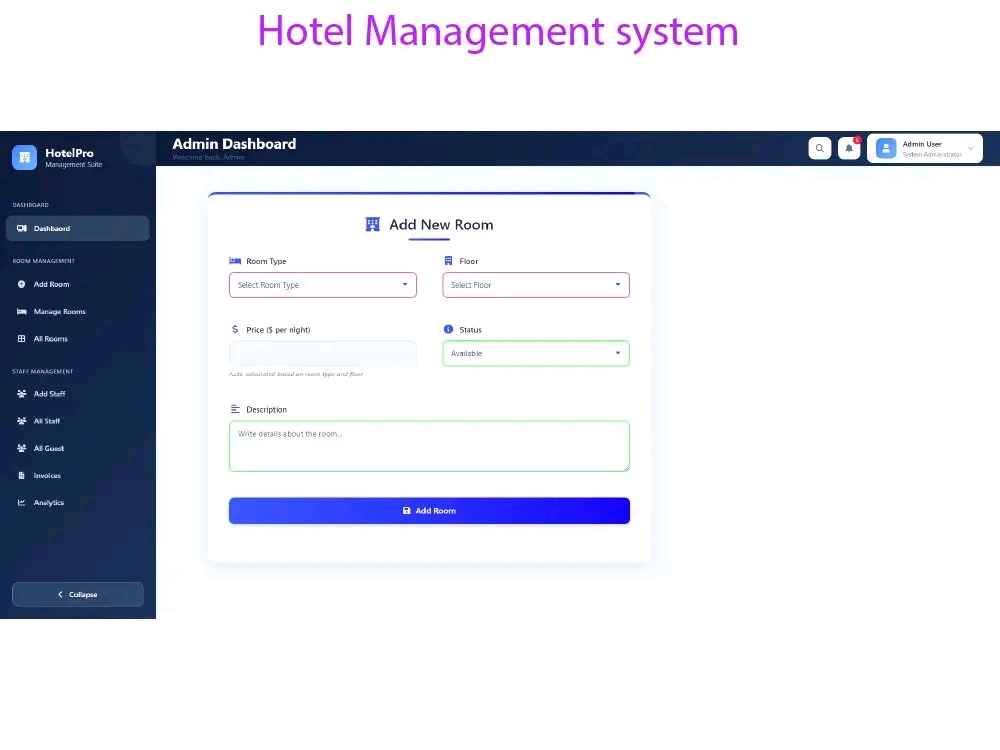 Hotel Management system
HotelPro
Management Suite
Admin Dashboard
Welcome back, Admin
5
Admin User
System Administrator
DASHBOARD
Dashbaord
ROOM MANAGEMENT
Add Room
Manage Rooms
All Rooms
STAFF MANAGEMENT
Add Staff
All Staff
All Guest
Invoices
Analytics
Collapse
Add New Room
Room Type
Floor
Select Room Type
Select Floor
Price ($ per night)
Status
Available
Auto-calculated based on room type and floor
Description
Write details about the room...
Add Room